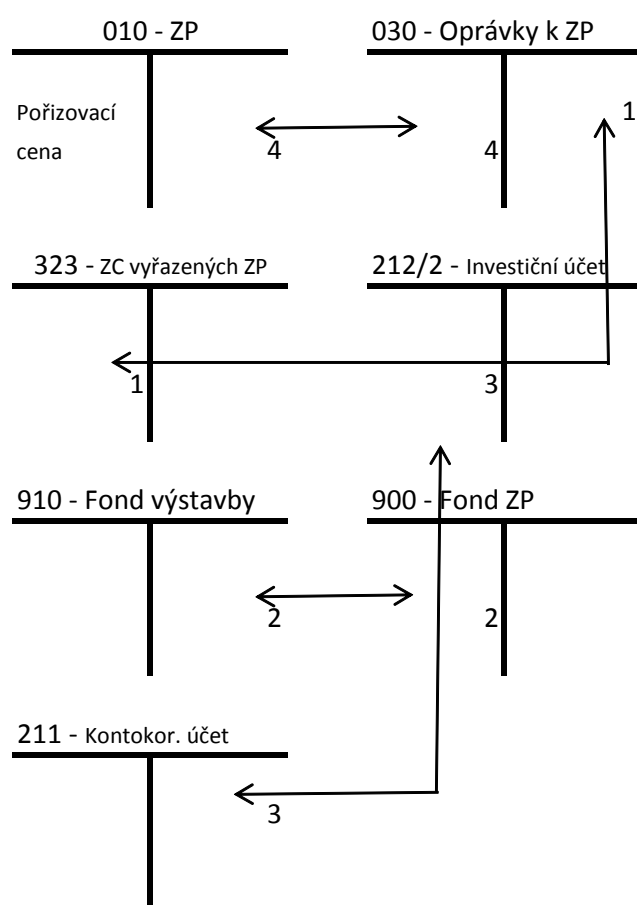 010 - ZP
030 - Oprávky k ZP
Pořizovací
cena
1
4
4
323 - ZC vyřazených ZP
212/2 - Investiční účet
1
3
910 - Fond výstavby
900 - Fond ZP
2
2
211 - Kontokor. účet
3